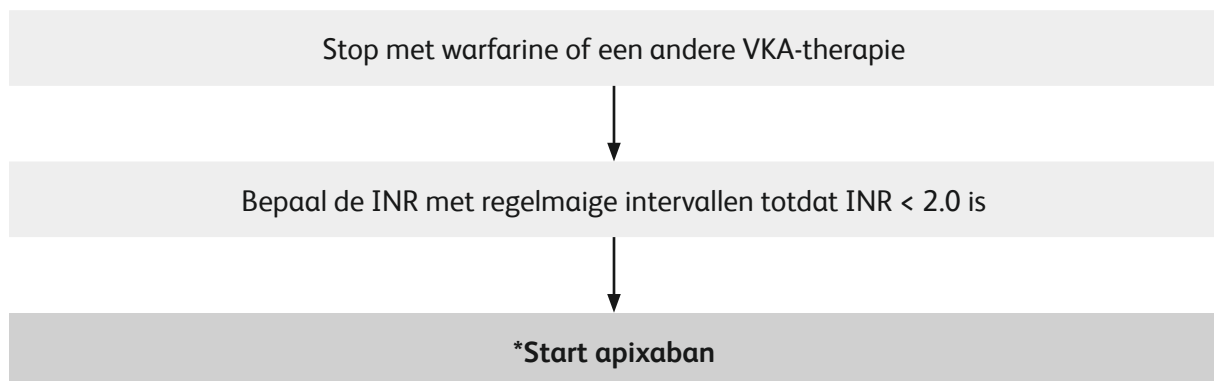 Stop met warfarine of een andere VKA-therapie
Bepaal de INR met regelmaige intervallen totdat INR < 2.0 is
*Start apixaban